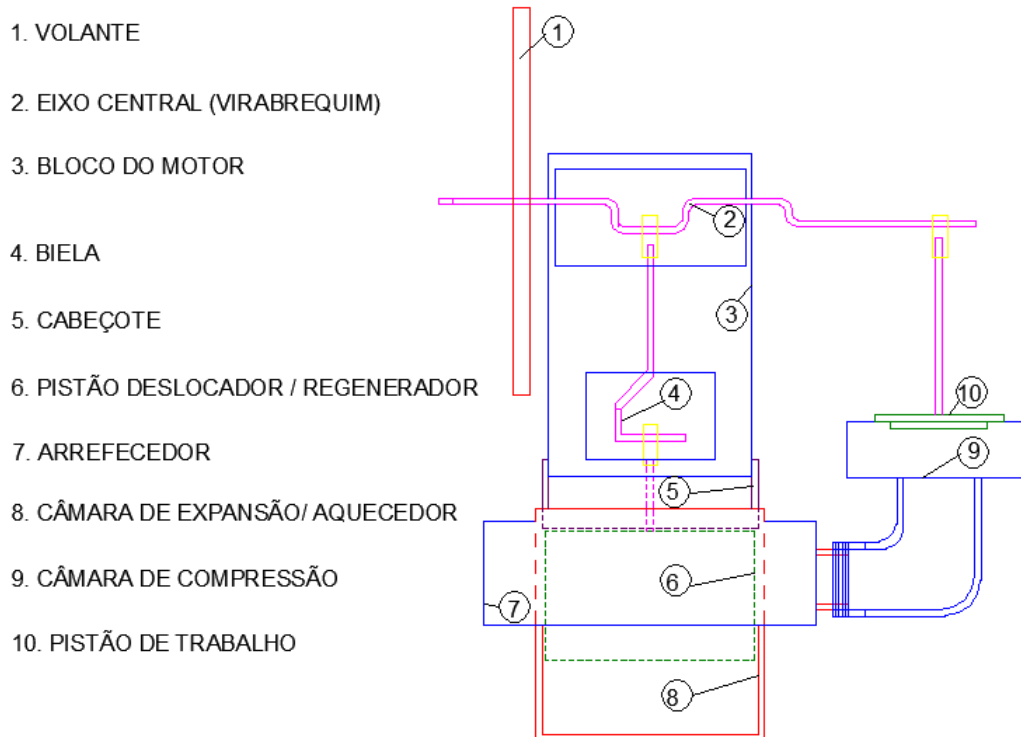 1. VOLANTE
2. EIXO CENTRAL (VIRABREQUIM)
3. BLOCO DO MOTOR
4. BIELA
5. CABEÇOTE
6. PISTÃO DESLOCADOR / REGENERADOR
7. ARREFECEDOR
8. CÂMARA DE EXPANSÃO/ AQUECEDOR
9. CÂMARA DE COMPRESSÃO
10. PISTÃO DE TRABALHO
1
2
3
4
10
9
5
6
7
8